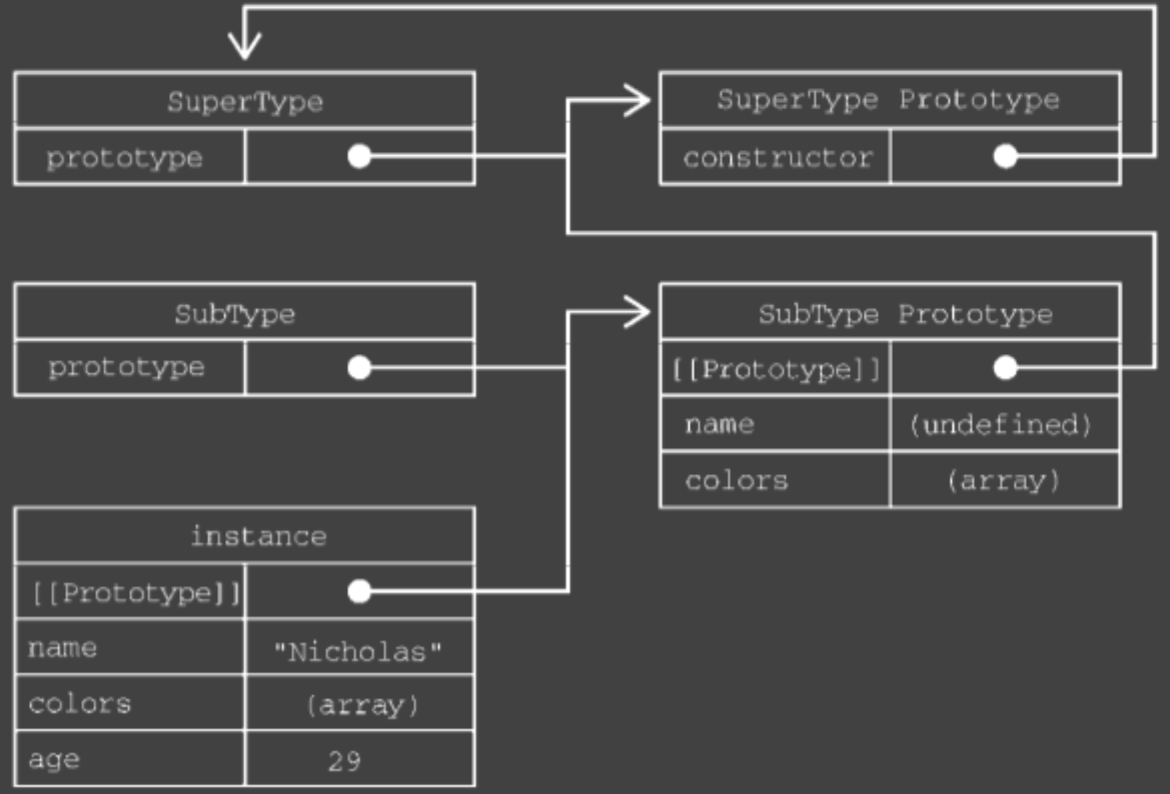 SuperType
prototype
SuperType Prototype
constructor
SubType
prototype
SubType Prototype
[[Prototype]]
name (undefined)
colors (array)
instance
[[Prototype]]
name "Nicholas"
colors (array)
age 29